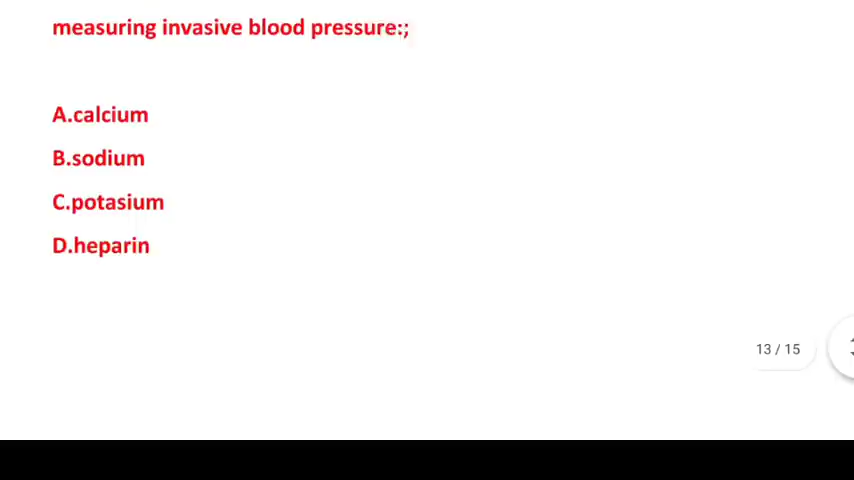 measuring invasive blood pressure:;
A.calcium
B.sodium
C.potasium
D.heparin
13 / 15